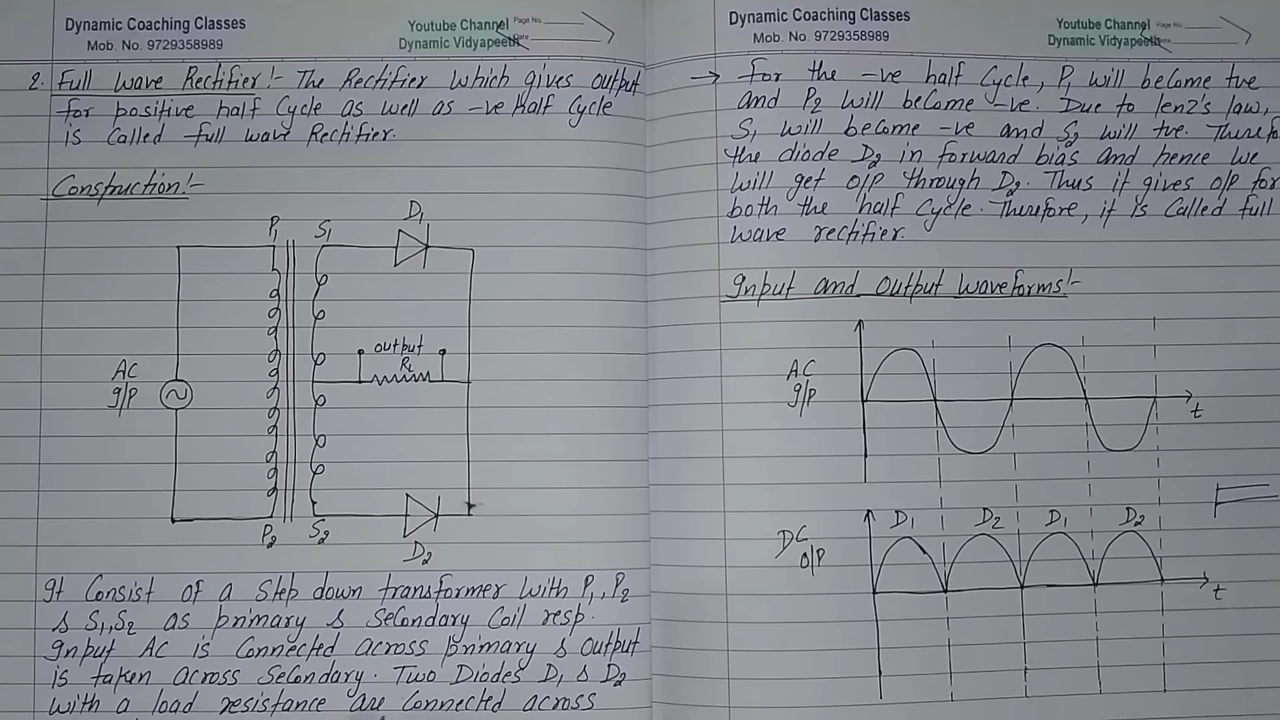 Dynamic Coaching Classes
Mob. No. 9729358989
Youtube Channel
Dynamic Vidyapeeth
Page No.
Date
2. Full Wave Rectifier:- The Rectifier which gives output
for positive half Cycle as well as -ve Half Cycle
is Called full wave Rectifier.
Construction:-
P1 S1 D1
output
RL
AC
I/P
P2 S2
D2
It Consist of a Step down transformer with P1, P2
& S1, S2 as primary & Secondary Coil resp.
Input AC is Connected across primary & output
is taken across Secondary. Two Diodes D1 & D2
with a load resistance are Connected across
Dynamic Coaching Classes
Mob. No. 9729358989
Youtube Channel
Dynamic Vidyapeeth
Page No.
→ For the -ve half Cycle, P1 will become +ve
and P2 will become -ve. Due to lenz's law,
S1 will become -ve and S2 will +ve. Theref
the diode D2 in forward bias and hence we
will get O/P through D2. Thus it gives O/P for
both the half Cycle. Therefore, it is Called full
wave rectifier.
Input and Output Waveforms:-
AC
I/P
t
D1 D2 D1 D2
DC
O/P
t